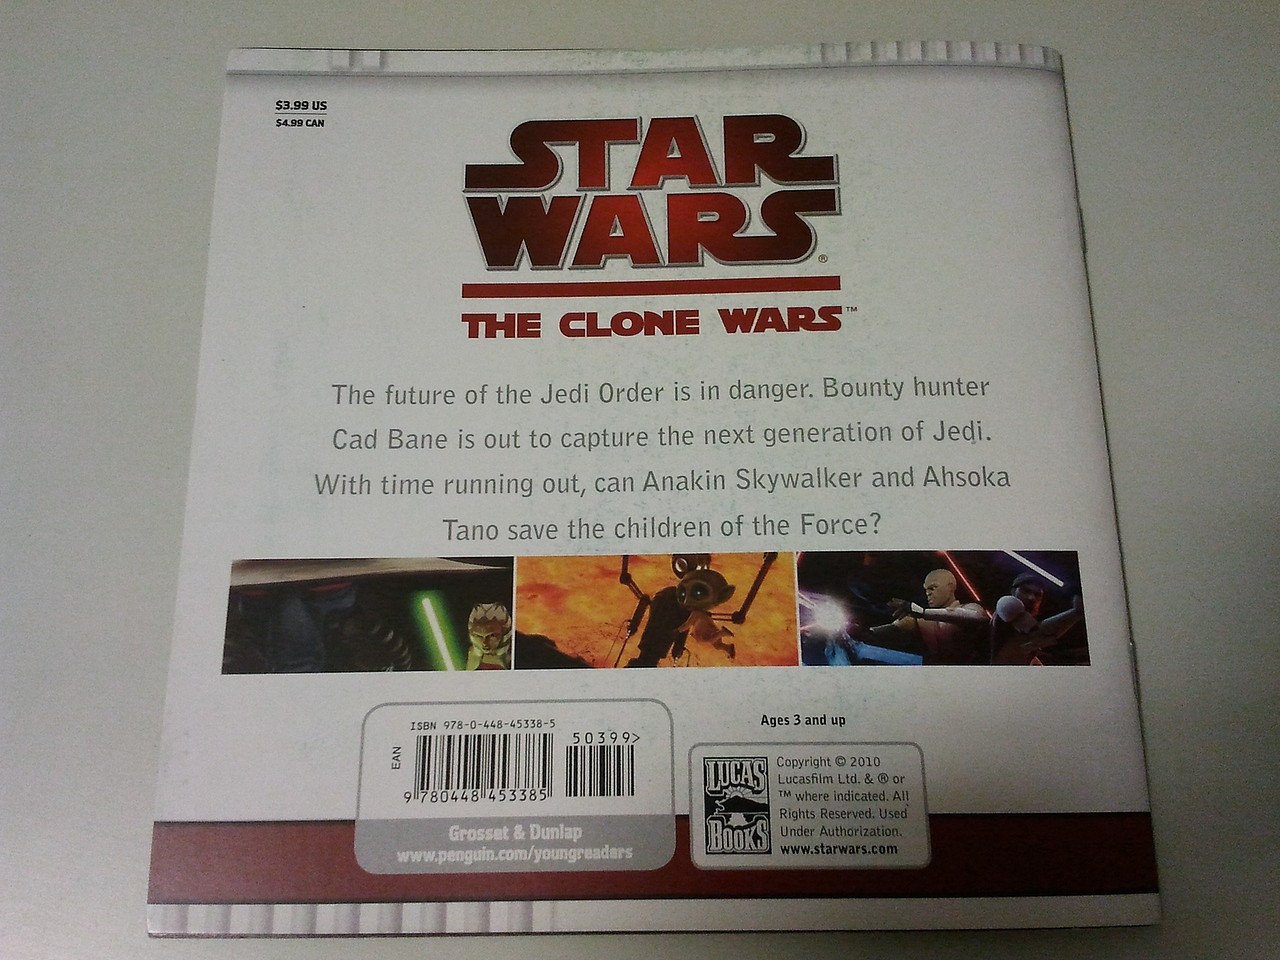 $3.99 US
$4.99 CAN
STAR
WARS®
THE CLONE WARS™
The future of the Jedi Order is in danger. Bounty hunter
Cad Bane is out to capture the next generation of Jedi.
With time running out, can Anakin Skywalker and Ahsoka
Tano save the children of the Force?
ISBN 978-0-448-45338-5
50399>
EAN
9 780448 453385
Grosset & Dunlap
www.penguin.com/youngreaders
Ages 3 and up
LUCAS
BOOKS
Copyright © 2010
Lucasfilm Ltd. & ® or
™ where indicated. All
Rights Reserved. Used
Under Authorization.
www.starwars.com